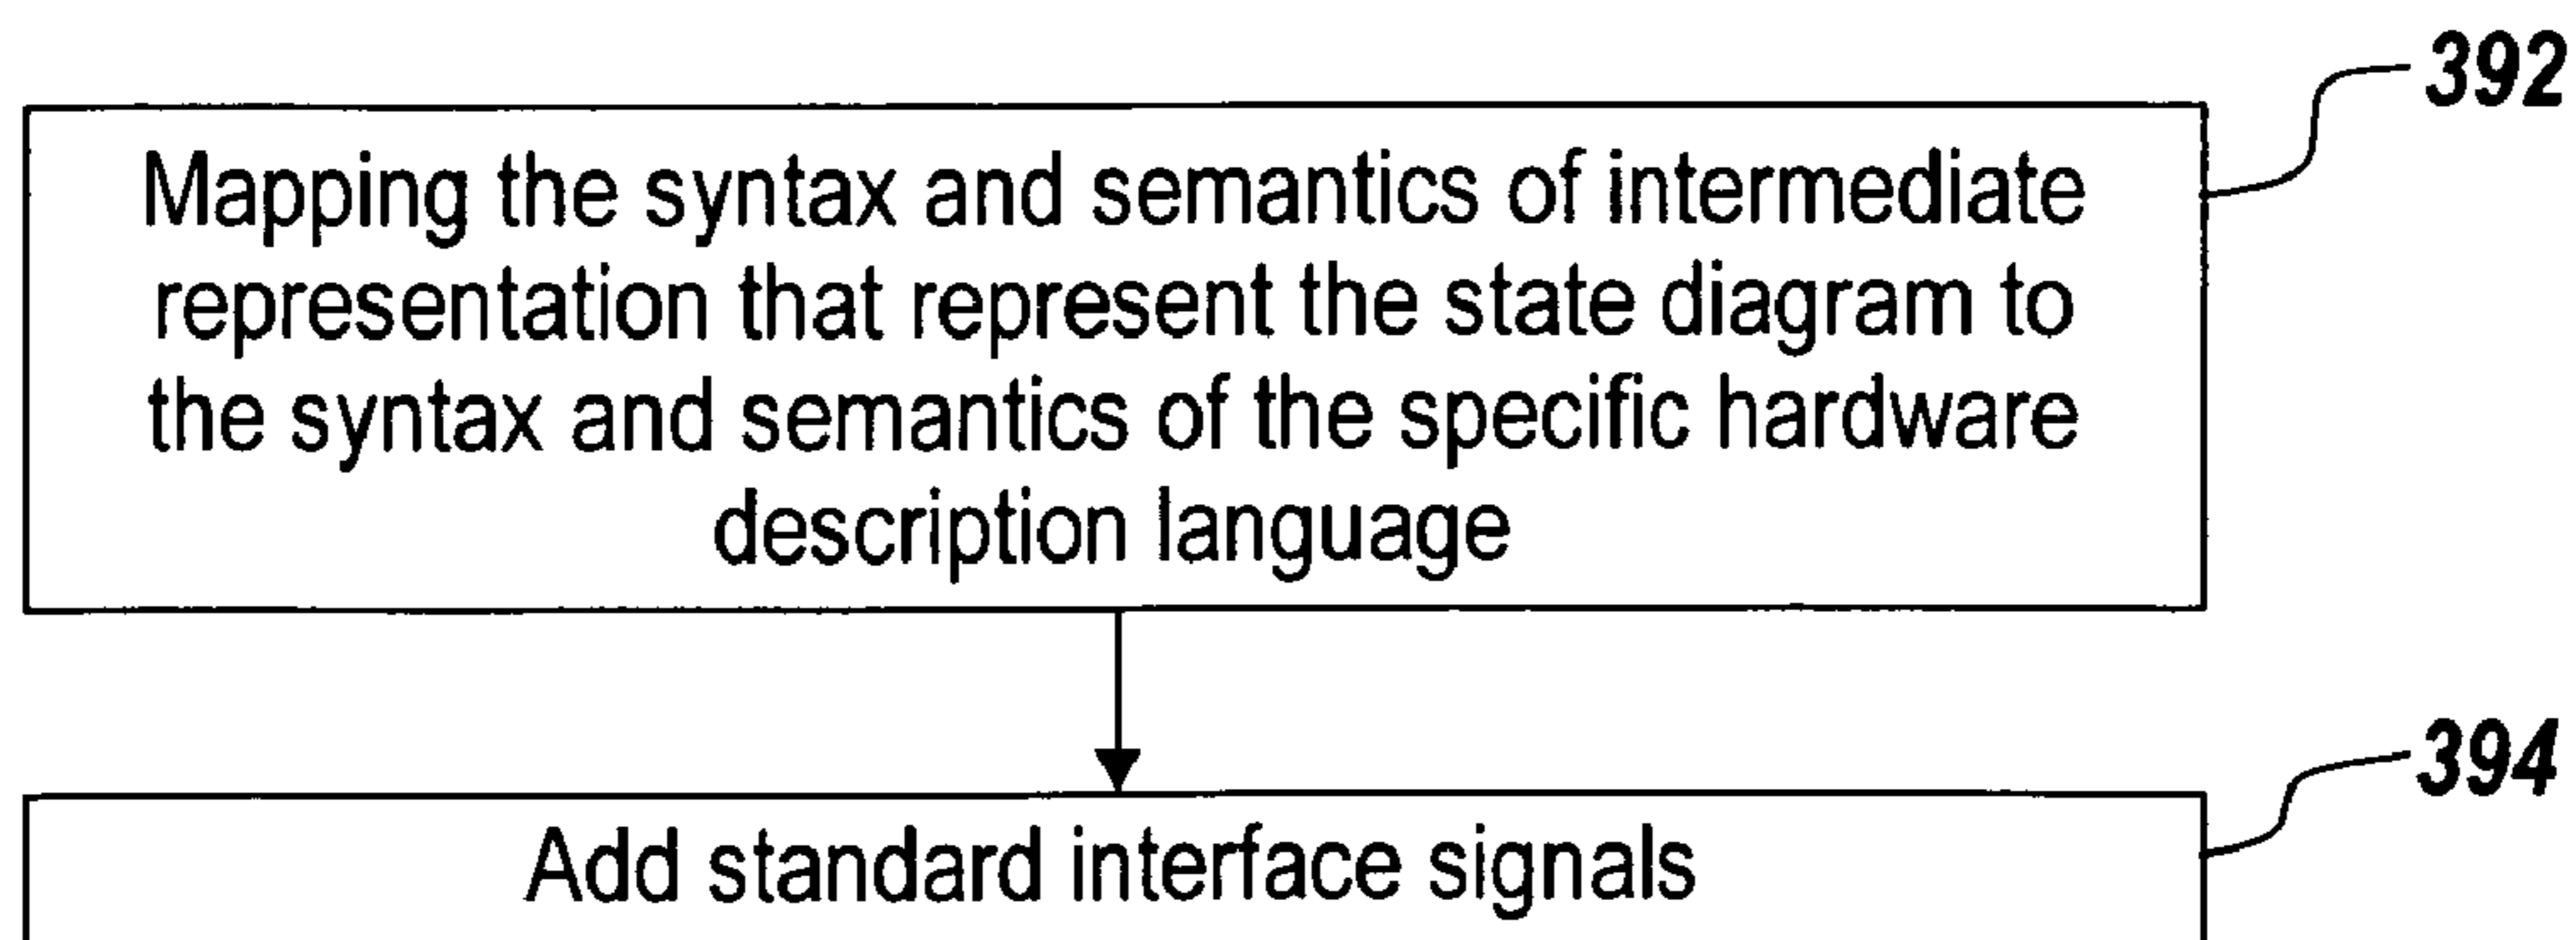 392
Mapping the syntax and semantics of intermediate
representation that represent the state diagram to
the syntax and semantics of the specific hardware
description language
394
Add standard interface signals